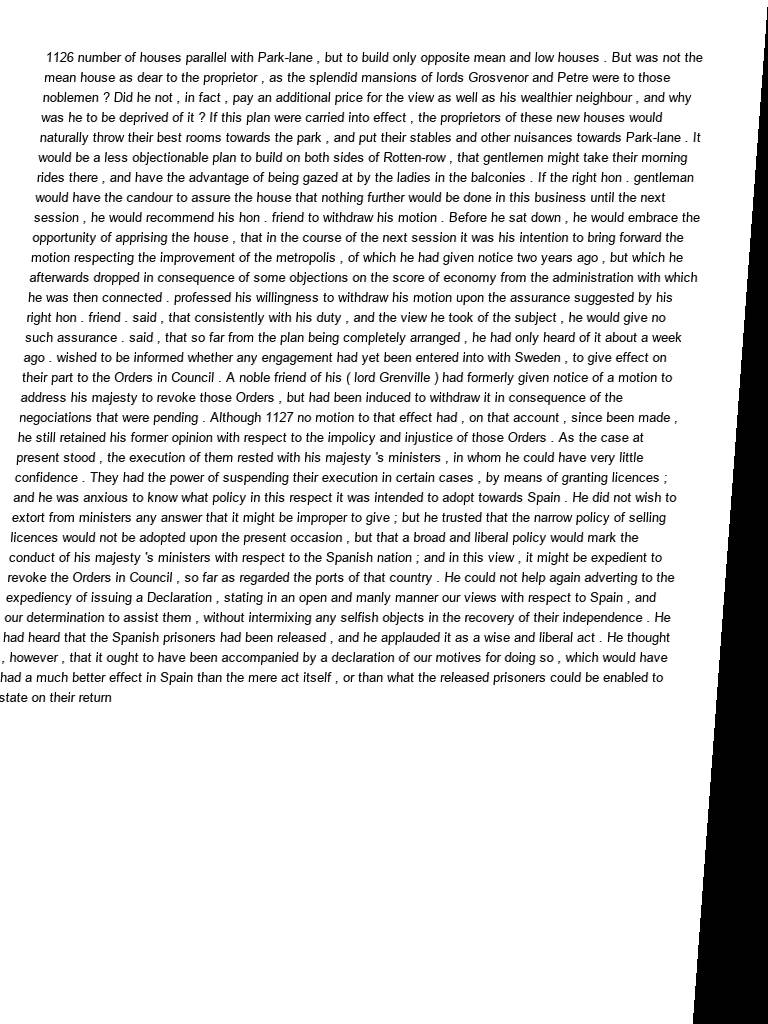 1126 number of houses parallel with Park-lane , but to build only opposite mean and low houses . But was not the
mean house as dear to the proprietor , as the splendid mansions of lords Grosvenor and Petre were to those
noblemen ? Did he not , in fact , pay an additional price for the view as well as his wealthier neighbour , and why
was he to be deprived of it ? If this plan were carried into effect , the proprietors of these new houses would
naturally throw their best rooms towards the park , and put their stables and other nuisances towards Park-lane . It
would be a less objectionable plan to build on both sides of Rotten-row , that gentlemen might take their morning
rides there , and have the advantage of being gazed at by the ladies in the balconies . If the right hon . gentleman
would have the candour to assure the house that nothing further would be done in this business until the next
session , he would recommend his hon . friend to withdraw his motion . Before he sat down , he would embrace the
opportunity of apprising the house , that in the course of the next session it was his intention to bring forward the
motion respecting the improvement of the metropolis , of which he had given notice two years ago , but which he
afterwards dropped in consequence of some objections on the score of economy from the administration with which
he was then connected . professed his willingness to withdraw his motion upon the assurance suggested by his
right hon . friend . said , that consistently with his duty , and the view he took of the subject , he would give no
such assurance . said , that so far from the plan being completely arranged , he had only heard of it about a week
ago . wished to be informed whether any engagement had yet been entered into with Sweden , to give effect on
their part to the Orders in Council . A noble friend of his ( lord Grenville ) had formerly given notice of a motion to
address his majesty to revoke those Orders , but had been induced to withdraw it in consequence of the
negociations that were pending . Although 1127 no motion to that effect had , on that account , since been made ,
he still retained his former opinion with respect to the impolicy and injustice of those Orders . As the case at
present stood , the execution of them rested with his majesty 's ministers , in whom he could have very little
confidence . They had the power of suspending their execution in certain cases , by means of granting licences ;
and he was anxious to know what policy in this respect it was intended to adopt towards Spain . He did not wish to
extort from ministers any answer that it might be improper to give ; but he trusted that the narrow policy of selling
licences would not be adopted upon the present occasion , but that a broad and liberal policy would mark the
conduct of his majesty 's ministers with respect to the Spanish nation ; and in this view , it might be expedient to
revoke the Orders in Council , so far as regarded the ports of that country . He could not help again adverting to the
expediency of issuing a Declaration , stating in an open and manly manner our views with respect to Spain , and
our determination to assist them , without intermixing any selfish objects in the recovery of their independence . He
had heard that the Spanish prisoners had been released , and he applauded it as a wise and liberal act . He thought
, however , that it ought to have been accompanied by a declaration of our motives for doing so , which would have
had a much better effect in Spain than the mere act itself , or than what the released prisoners could be enabled to
state on their return